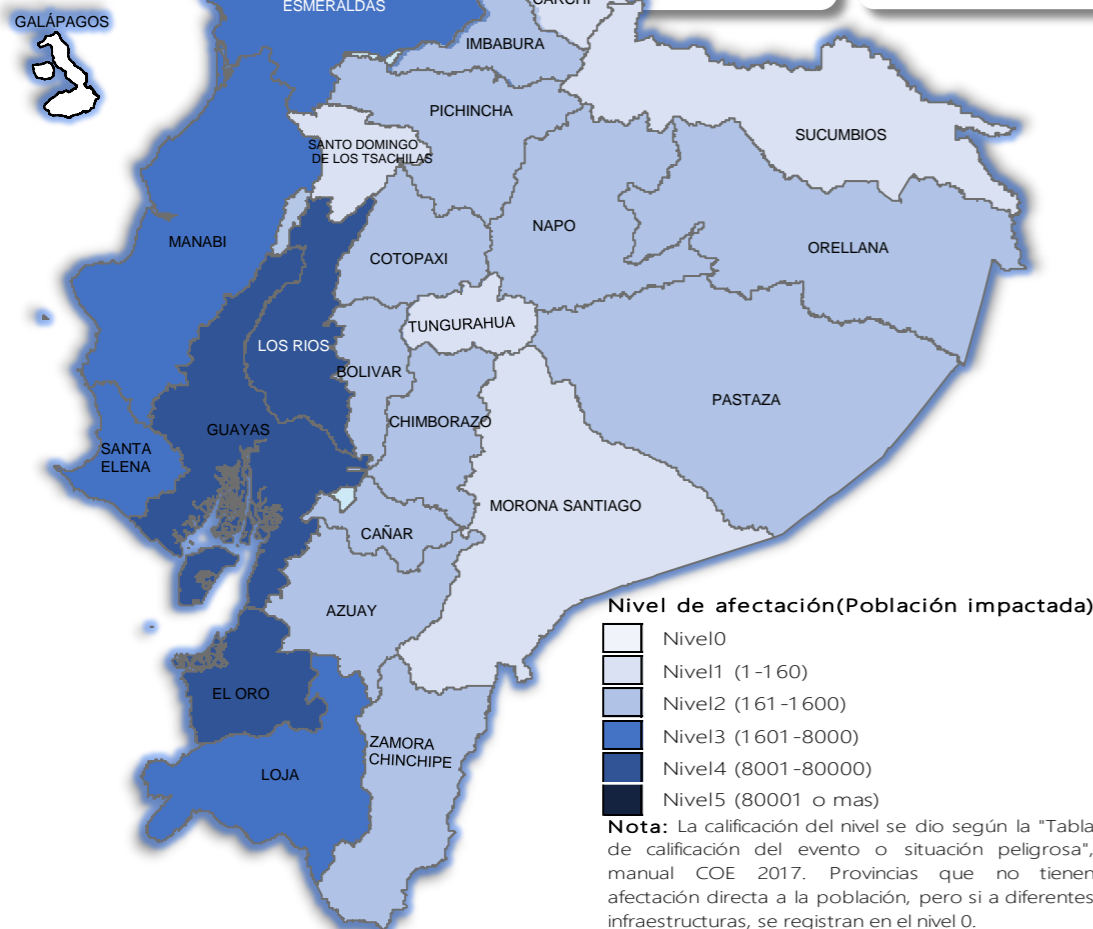 ESMERALDAS
CARCHI
GALÁPAGOS
IMBABURA
PICHINCHA
SUCUMBIOS
SANTO DOMINGO
DE LOS TSACHILAS
NAPO
MANABI
ORELLANA
COTOPAXI
TUNGURAHUA
LOS RIOS
BOLIVAR
PASTAZA
CHIMBORAZO
GUAYAS
SANTA
ELENA
MORONA SANTIAGO
CAÑAR
AZUAY
EL ORO
ZAMORA
CHINCHIPE
LOJA
Nivel de afectación(Población impactada)
Nivel0
Nivel1 (1-160)
Nivel2 (161-1600)
Nivel3 (1601-8000)
Nivel4 (8001-80000)
Nivel5 (80001 o mas)
Nota: La calificación del nivel se dio según la "Tabla
de calificación del evento o situación peligrosa",
manual COE 2017. Provincias que no tienen
afectación directa a la población, pero si a diferentes
infraestructuras, se registran en el nivel 0.